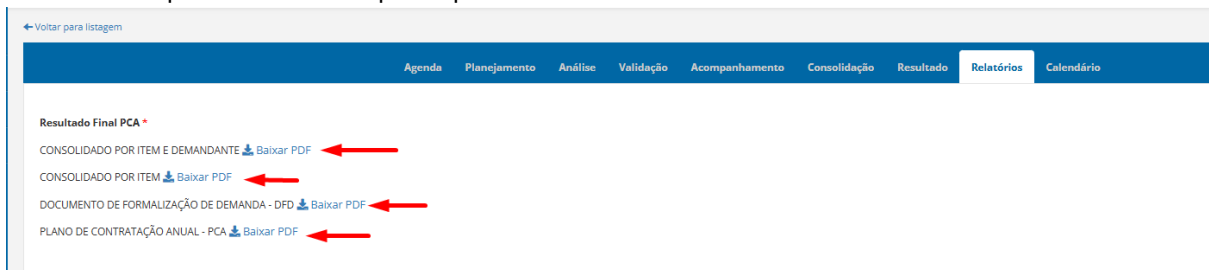 Voltar para listagem
Agenda Planejamento Análise Validação Acompanhamento Consolidação Resultado Relatórios Calendário
Resultado Final PCA *
CONSOLIDADO POR ITEM E DEMANDANTE Baixar PDF
CONSOLIDADO POR ITEM Baixar PDF
DOCUMENTO DE FORMALIZAÇÃO DE DEMANDA - DFD Baixar PDF
PLANO DE CONTRATAÇÃO ANUAL - PCA Baixar PDF